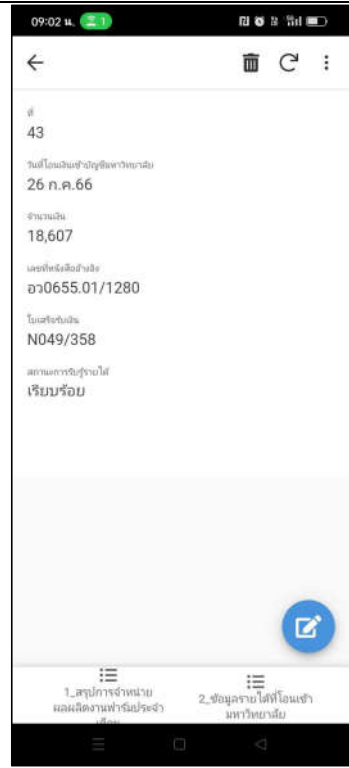 09:02 น. 1
ที่
43
วันที่โอนเงินเข้าบัญชีมหาวิทยาลัย
26 ก.ค.66
จำนวนเงิน
18,607
เลขที่หนังสืออ้างอิง
อว0655.01/1280
ใบเสร็จรับเงิน
N049/358
สถานะการรับรู้รายได้
เรียบร้อย
1_สรุปการจำหน่าย
ผลผลิตงานฟาร์มประจำ
เดือน
2_ข้อมูลรายได้ที่โอนเข้า
มหาวิทยาลัย